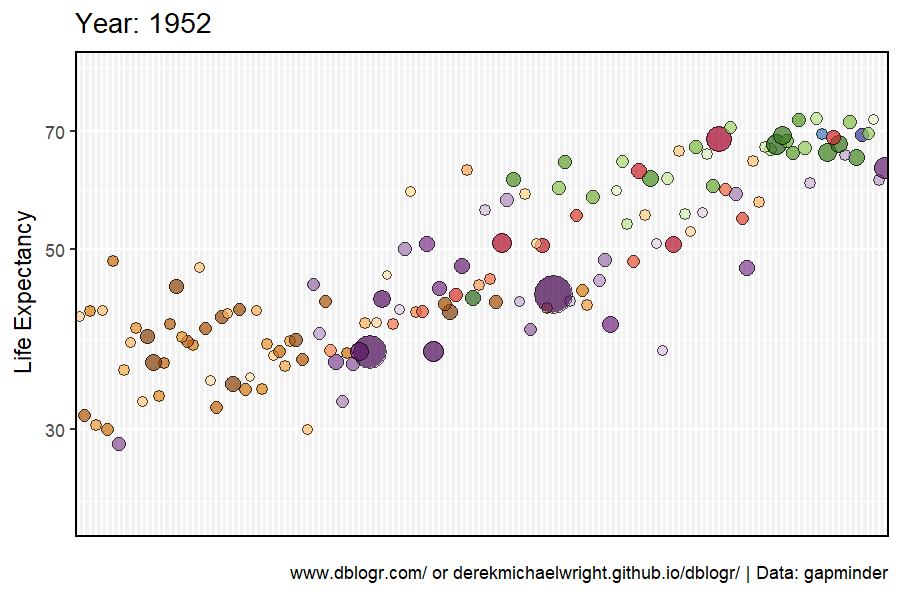 Year: 1952
70
50
30
Life Expectancy
www.dblogr.com/ or derekmichaelwright.github.io/dblogr/ | Data: gapminder